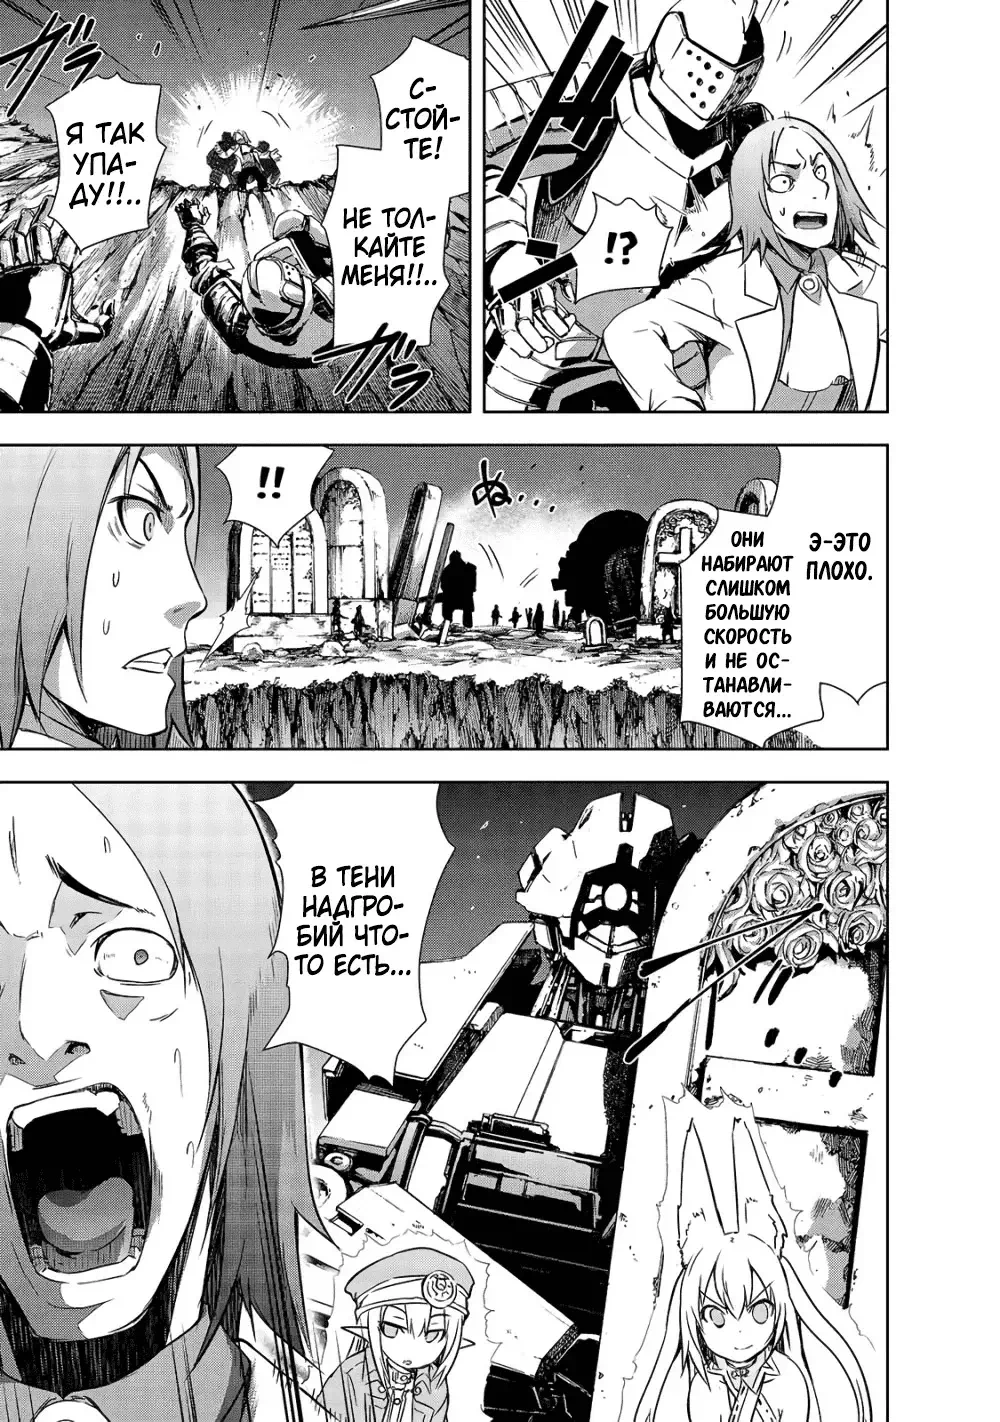 !?
С-
СТОЙ-
ТЕ!
НЕ ТОЛ-
КАЙТЕ
МЕНЯ!!..
Я ТАК
УПА-
ДУ!!..
Э-ЭТО
ПЛОХО.
ОНИ
НАБИРАЮТ
СЛИШКОМ
БОЛЬШУЮ
СКОРОСТЬ
И НЕ ОС-
ТАНАВЛИ-
ВАЮТСЯ...
ぬ...
!!
В ТЕНИ
НАДГРО-
БИЙ ЧТО-
ТО ЕСТЬ...